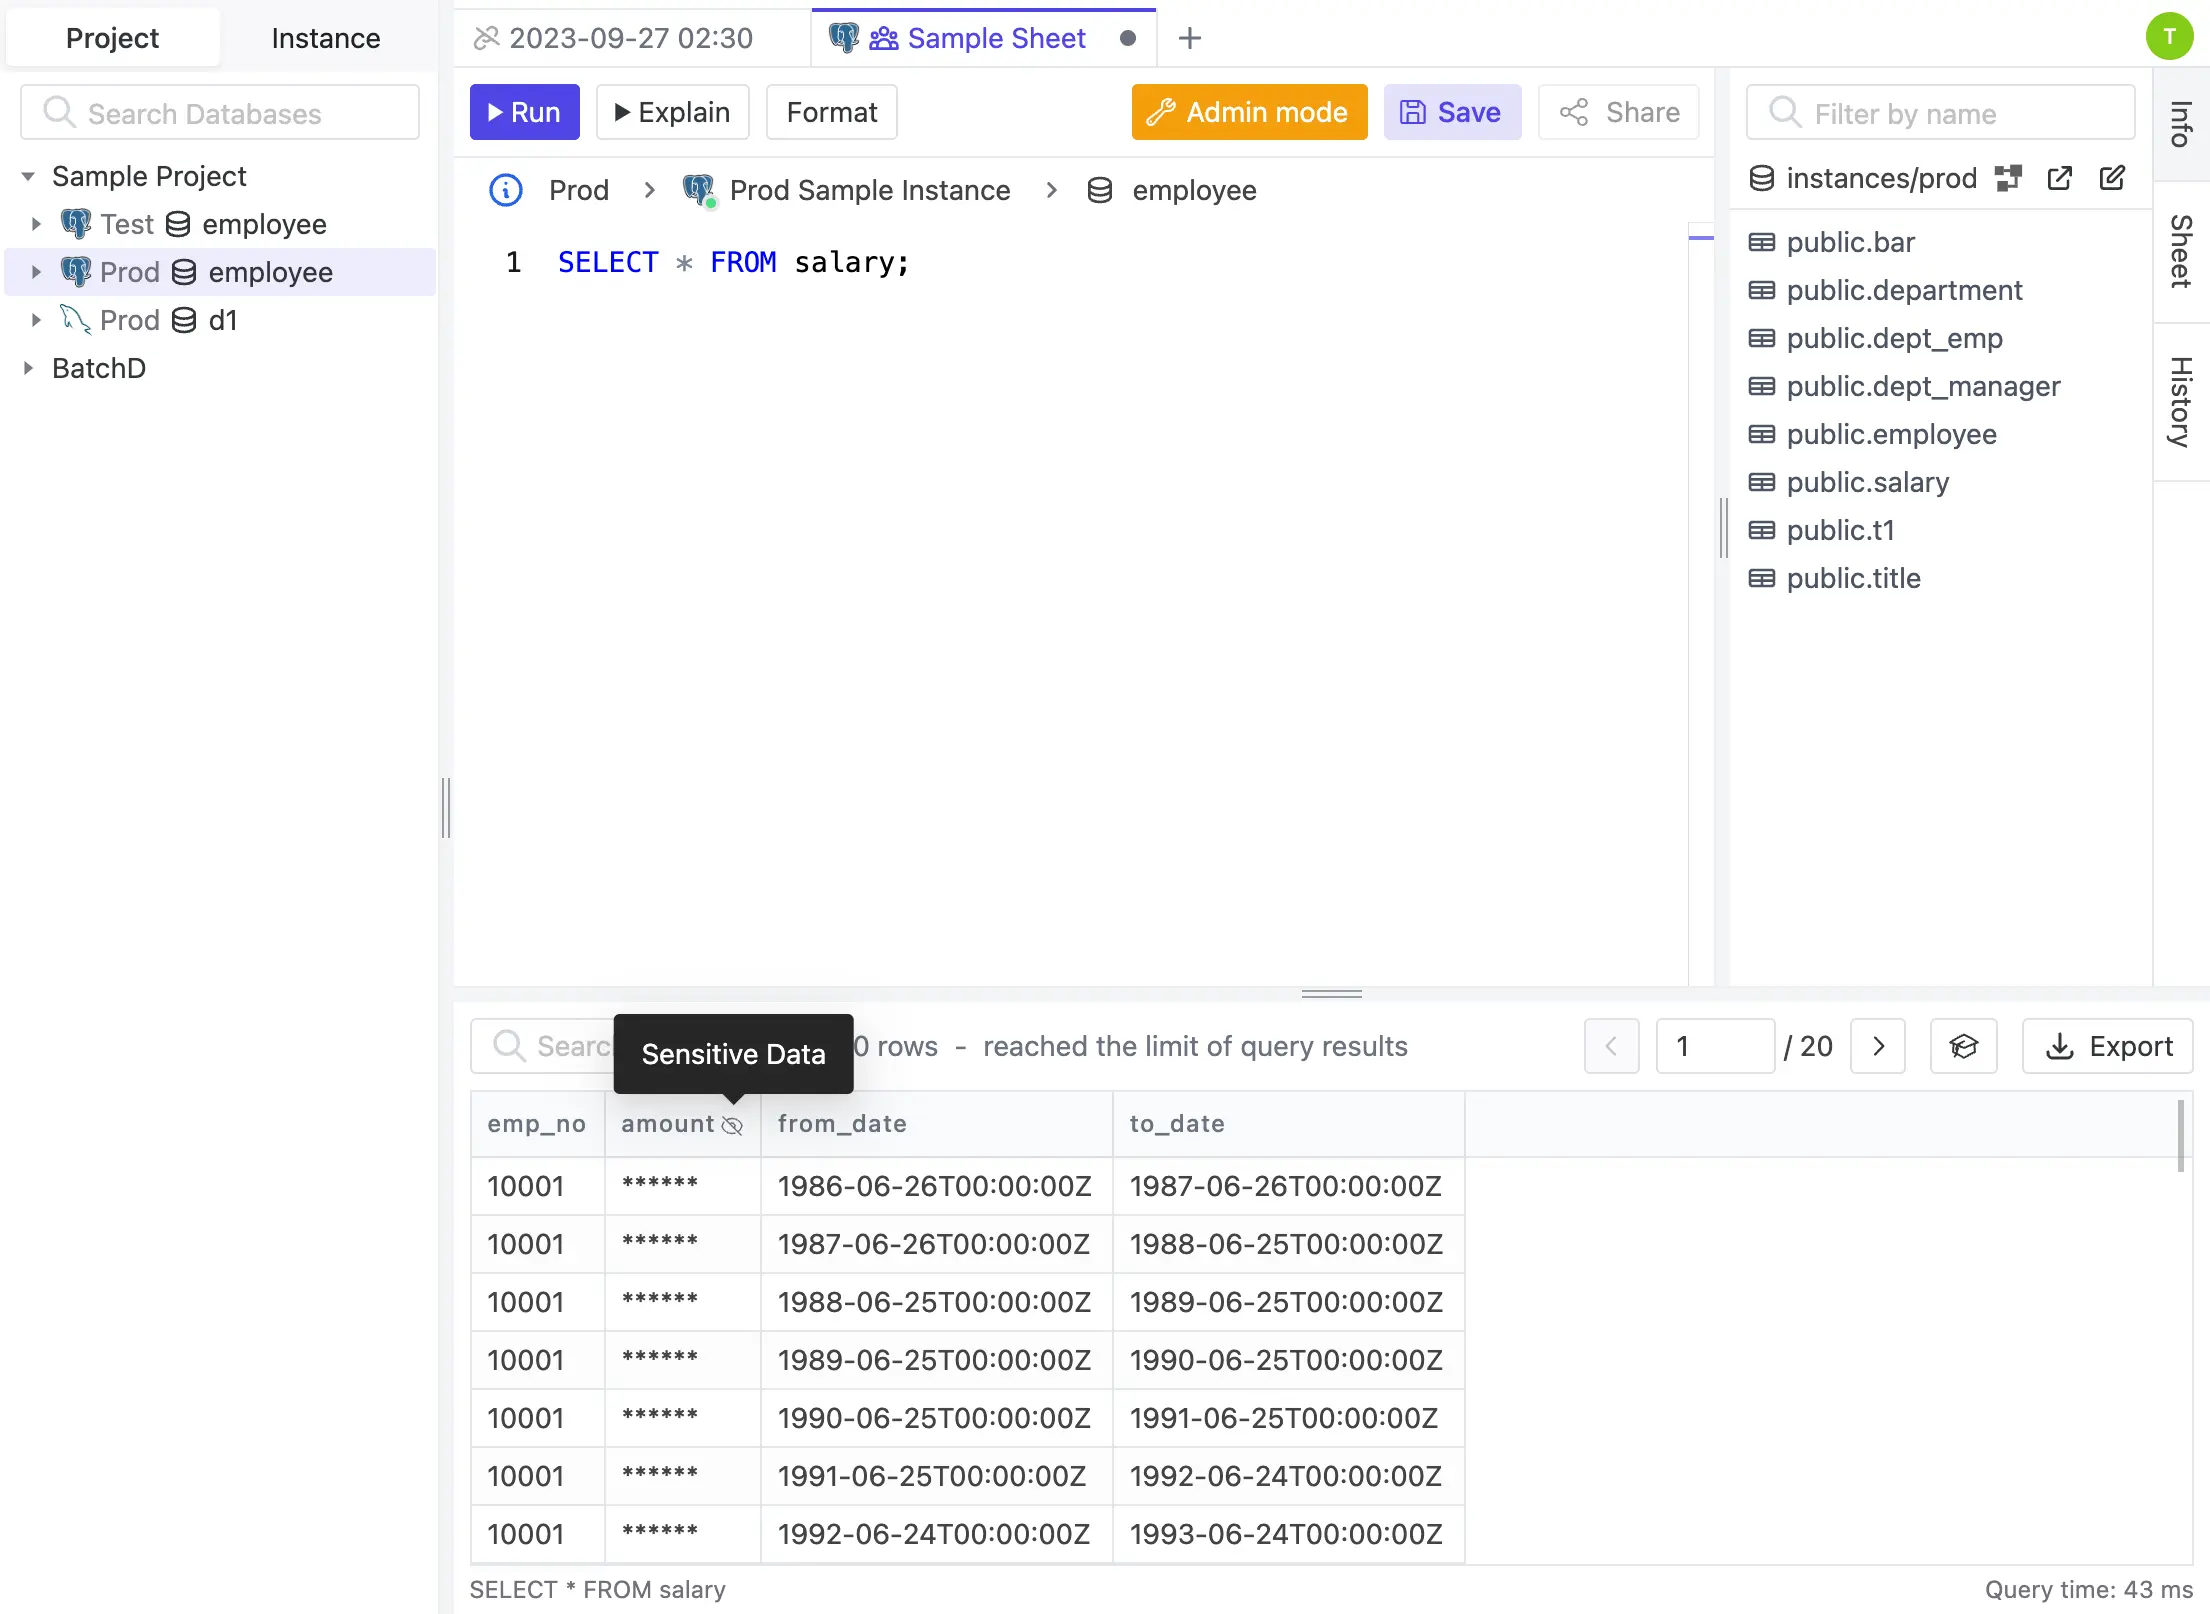 Project Instance
Search Databases
Sample Project
Test employee
Prod employee
Prod d1
BatchD
2023-09-27 02:30 Sample Sheet
T
Run Explain Format Admin mode Save Share
Prod > Prod Sample Instance > employee
1 SELECT * FROM salary;
Filter by name
instances/prod
public.bar
public.department
public.dept_emp
public.dept_manager
public.employee
public.salary
public.t1
public.title
Info
Sheet
History
Sensitive Data
0 rows - reached the limit of query results
1 / 20 Export
emp_no amount from_date to_date
10001 ****** 1986-06-26T00:00:00Z 1987-06-26T00:00:00Z
10001 ****** 1987-06-26T00:00:00Z 1988-06-25T00:00:00Z
10001 ****** 1988-06-25T00:00:00Z 1989-06-25T00:00:00Z
10001 ****** 1989-06-25T00:00:00Z 1990-06-25T00:00:00Z
10001 ****** 1990-06-25T00:00:00Z 1991-06-25T00:00:00Z
10001 ****** 1991-06-25T00:00:00Z 1992-06-24T00:00:00Z
10001 ****** 1992-06-24T00:00:00Z 1993-06-24T00:00:00Z
SELECT * FROM salary
Query time: 43 ms